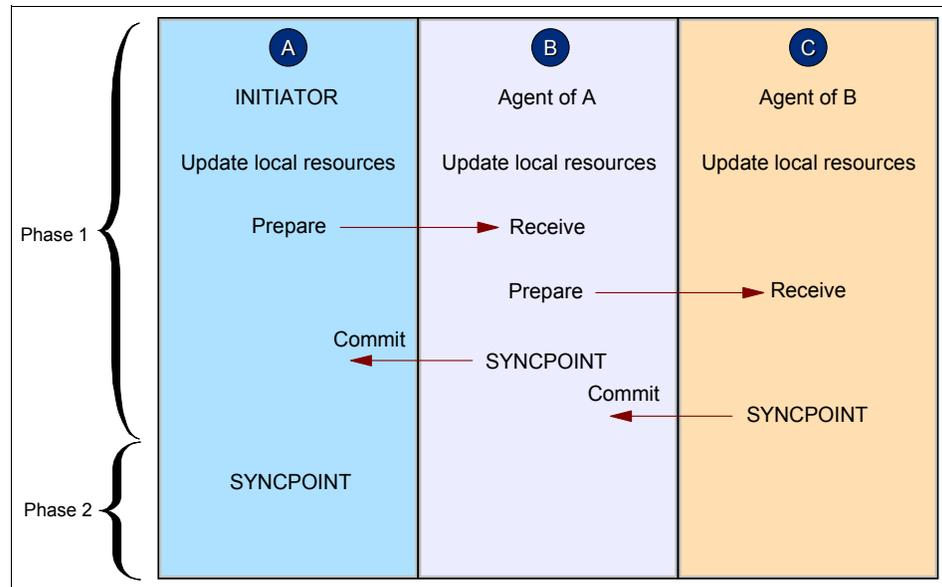 A
B
C
INITIATOR
Agent of A
Agent of B
Update local resources
Update local resources
Update local resources
Phase 1
Prepare
Receive
Prepare
Receive
Commit
SYNCPOINT
Commit
SYNCPOINT
SYNCPOINT
Phase 2